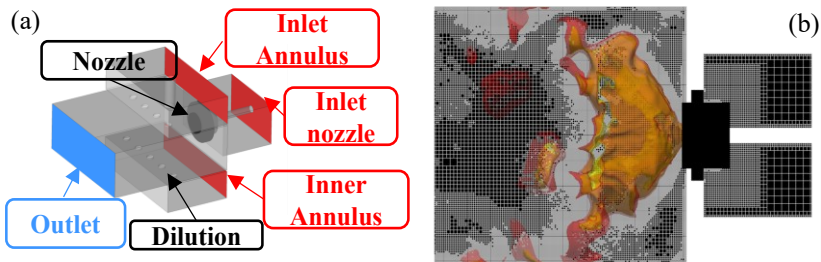 (a)
Inlet
Annulus
Nozzle
Inlet
nozzle
Inner
Annulus
Outlet
Dilution
(b)